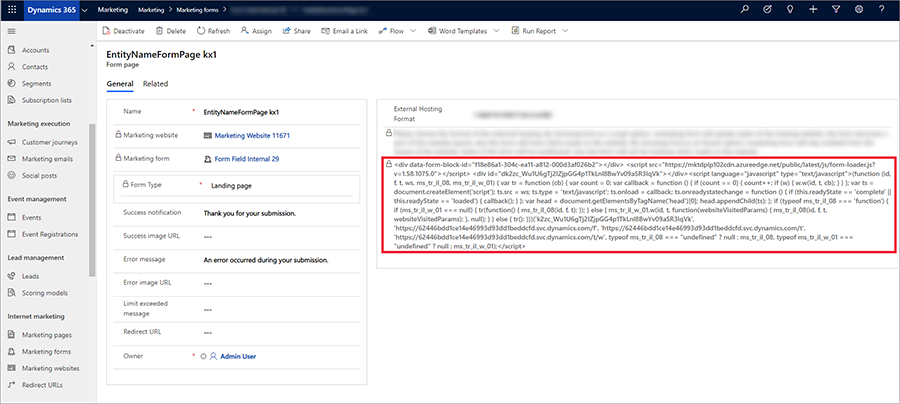 Dynamics 365
Marketing
Marketing > Marketing forms >
Deactivate
Delete
Refresh
Assign
Share
Email a Link
Flow
Word Templates
Run Report
Accounts
Contacts
Segments
Subscription lists
Marketing execution
Customer journeys
Marketing emails
Social posts
Event management
Events
Event Registrations
Lead management
Leads
Scoring models
Internet marketing
Marketing pages
Marketing forms
Marketing websites
Redirect URLs
EntityNameFormPage kx1
Form page
General
Related
Name * EntityNameFormPage kx1
Marketing website Marketing Website 11671
Marketing form Form Field Internal 29
Form Type * Landing page
Success notification Thank you for your submission.
Success image URL ---
Error message An error occurred during your submission.
Error image URL ---
Limit exceeded
message ---
Redirect URL ---
Owner * Admin User
External Hosting
Format
<div data-form-block-id="f18e86a1-304c-ea11-a812-000d3af026b2"></div> <script src="https://mktdpip102cdn.azureedge.net/public/latest/js/form-loader.js?
v=1.58.1075.0"></script> <div id="dk2zc_Wu1U6gTj2IZjpGG4p1TkLnI88wYv09aSR3IqVk"></div><script language="javascript" type="text/javascript">(function (id,
f, t, ws, ms_tr_il_08, ms_tr_il_w_01) { var tr = function (cb) { var count = 0; var callback = function () { if (count == 0) { count++; if (w) { w.w(id, t, cb); } } }; var ts =
document.createElement('script'); ts.src = ws; ts.type = 'text/javascript'; ts.onload = callback; ts.onreadystatechange = function () { if (this.readyState == 'complete' ||
this.readyState == 'loaded') { callback(); } }; var head = document.getElementsByTagName('head')[0]; head.appendChild(ts); }; if (typeof ms_tr_il_08 === 'function') {
if (ms_tr_il_w_01 === null) { tr(function() { ms_tr_il_08(id, f, t); }); } else { ms_tr_il_w_01.w(id, t, function(websiteVisitedParams) { ms_tr_il_08(id, f, t,
websiteVisitedParams); }, null); } } else { tr(); }})('k2zc_Wu1U6gTj2IZjpGG4p1TkLnI88wYv09aSR3IqVk',
'https://62446bdd1ce14e46993d93dd1beddcfd.svc.dynamics.com/f', 'https://62446bdd1ce14e46993d93dd1beddcfd.svc.dynamics.com/t',
'https://62446bdd1ce14e46993d93dd1beddcfd.svc.dynamics.com/t/w', typeof ms_tr_il_08 === "undefined" ? null : ms_tr_il_08, typeof ms_tr_il_w_01 ===
"undefined" ? null : ms_tr_il_w_01);</script>